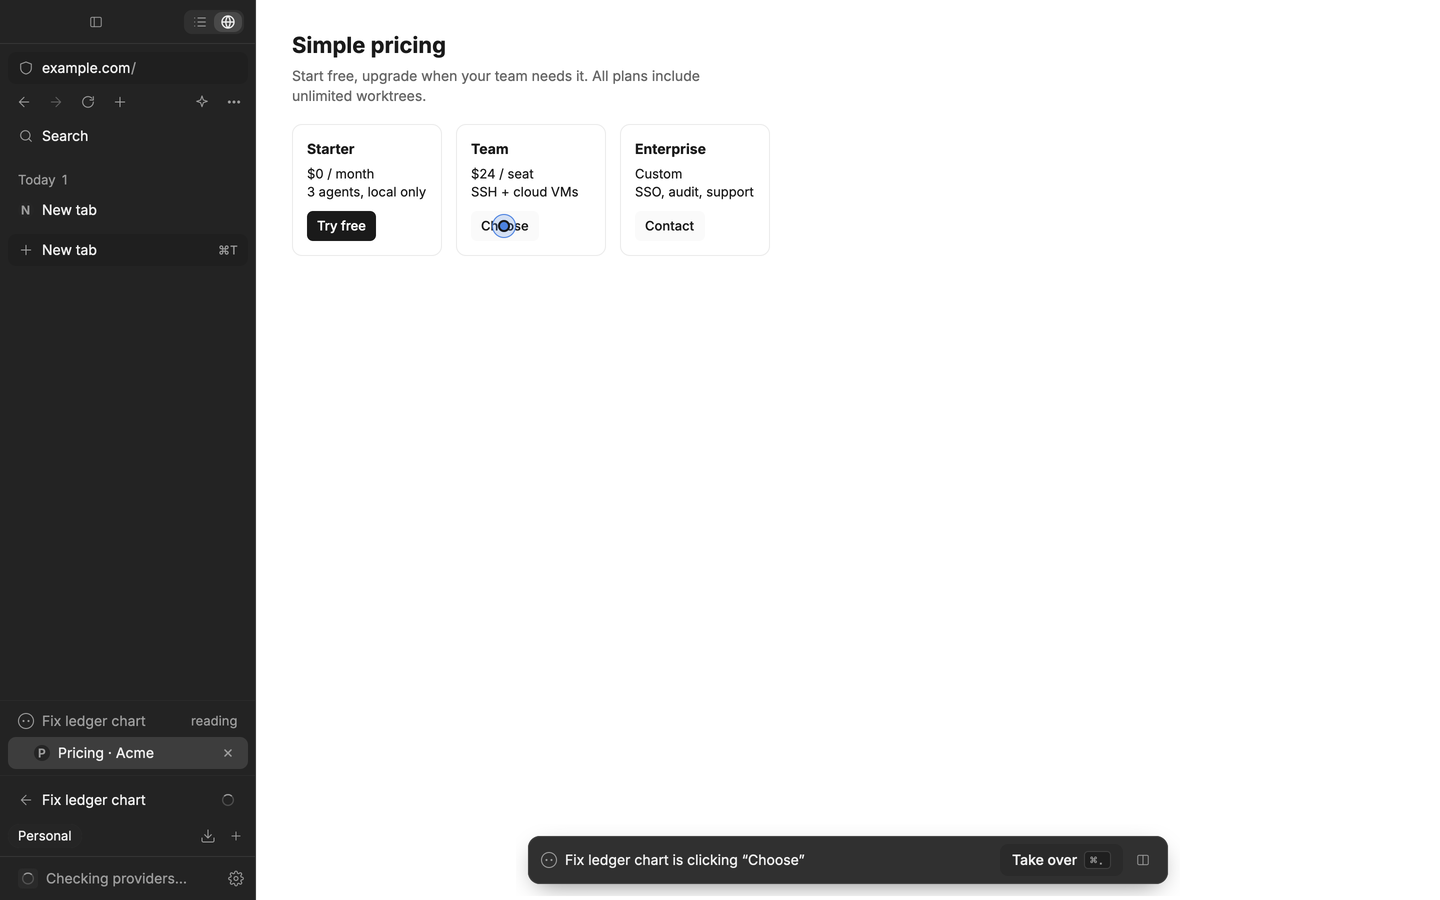 example.com/
Search
Today 1
N New tab
New tab ⌘T
Fix ledger chart reading
P Pricing · Acme
Fix ledger chart
Personal
Checking providers...
Simple pricing
Start free, upgrade when your team needs it. All plans include
unlimited worktrees.
Starter
$0 / month
3 agents, local only
Try free
Team
$24 / seat
SSH + cloud VMs
Choose
Enterprise
Custom
SSO, audit, support
Contact
Fix ledger chart is clicking “Choose”
Take over ⌘.